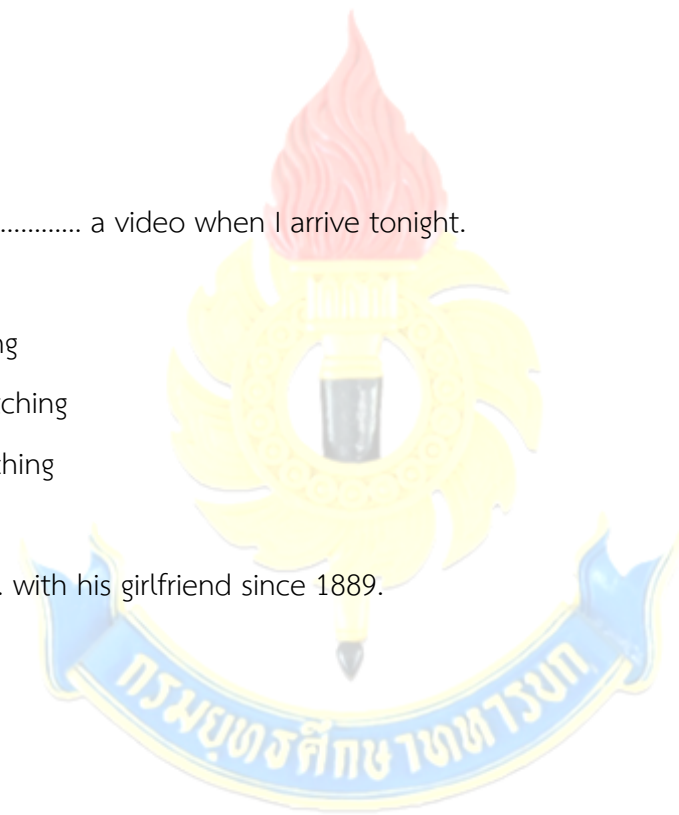 ............ a video when I arrive tonight.
ng
ching
hing
. with his girlfriend since 1889.
กรมยุทธศึกษาทหารบก